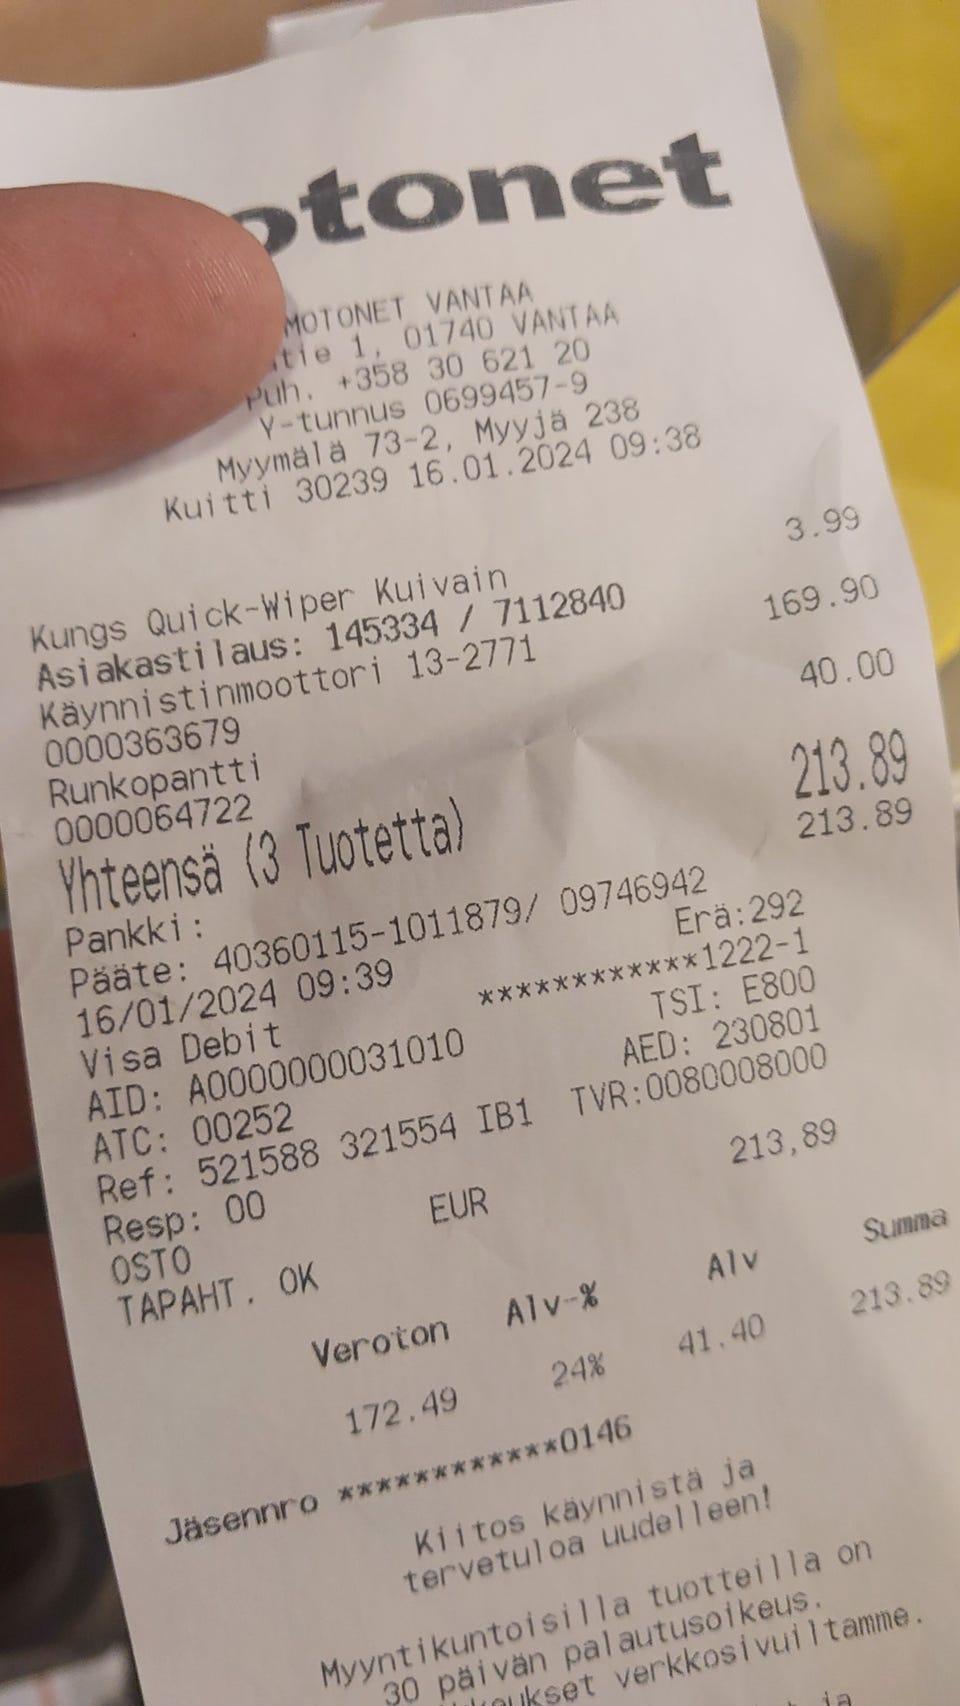 otonet
MOTONET VANTAA
tie 1, 01740 VANTAA
Puh. +358 30 621 20
Y-tunnus 0699457-9
Myymälä 73-2, Myyjä 238
Kuitti 30239 16.01.2024 09:38
Kungs Quick-Wiper Kuivain 3.99
Asiakastilaus: 145334 / 7112840
Käynnistinmoottori 13-2771 169.90
0000363679
Runkopantti 40.00
0000064722
Yhteensä (3 Tuotetta) 213.89
Pankki: 213.89
Pääte: 40360115-1011879/ 09746942
16/01/2024 09:39 Erä:292
Visa Debit ************1222-1
AID: A0000000031010 TSI: E800
ATC: 00252 AED: 230801
Ref: 521588 321554 IB1 TVR:0080008000
Resp: 00
OSTO EUR 213,89
TAPAHT. OK
Veroton Alv-% Alv Summa
172.49 24% 41.40 213.89
Jäsennro ************0146
Kiitos käynnistä ja
tervetuloa uudelleen!
Myyntikuntoisilla tuotteilla on
30 päivän palautusoikeus.
verkkosivuiltamme.
ja